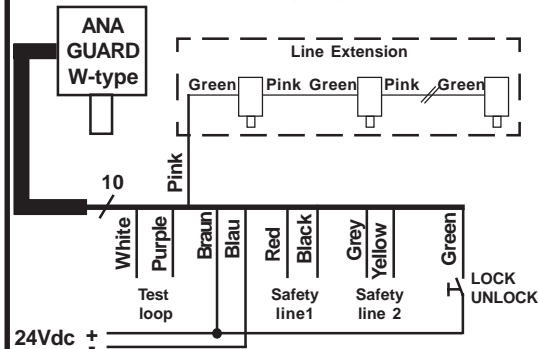 ANA
GUARD
W-type
Line Extension
Green Pink Green Pink Green
10
Pink
White
Purple
Braun
Blau
Red
Black
Grey
Yellow
Green
Test
loop
Safety
line1
Safety
line 2
LOCK
UNLOCK
24Vdc +
-